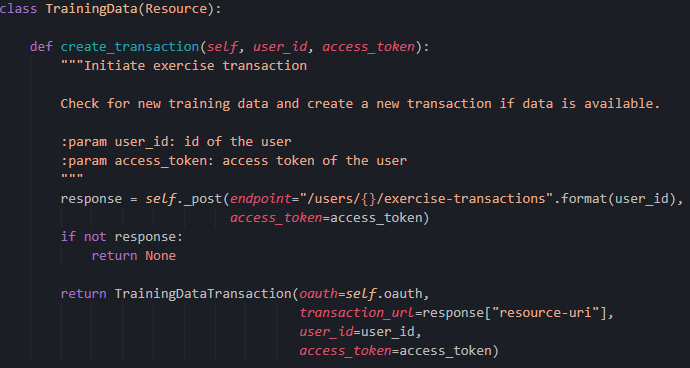 class TrainingData(Resource):
def create_transaction(self, user_id, access_token):
"""Initiate exercise transaction
Check for new training data and create a new transaction if data is available.
:param user_id: id of the user
:param access_token: access token of the user
"""
response = self._post(endpoint="/users/{}/exercise-transactions".format(user_id),
access_token=access_token)
if not response:
return None
return TrainingDataTransaction(oauth=self.oauth,
transaction_url=response["resource-uri"],
user_id=user_id,
access_token=access_token)